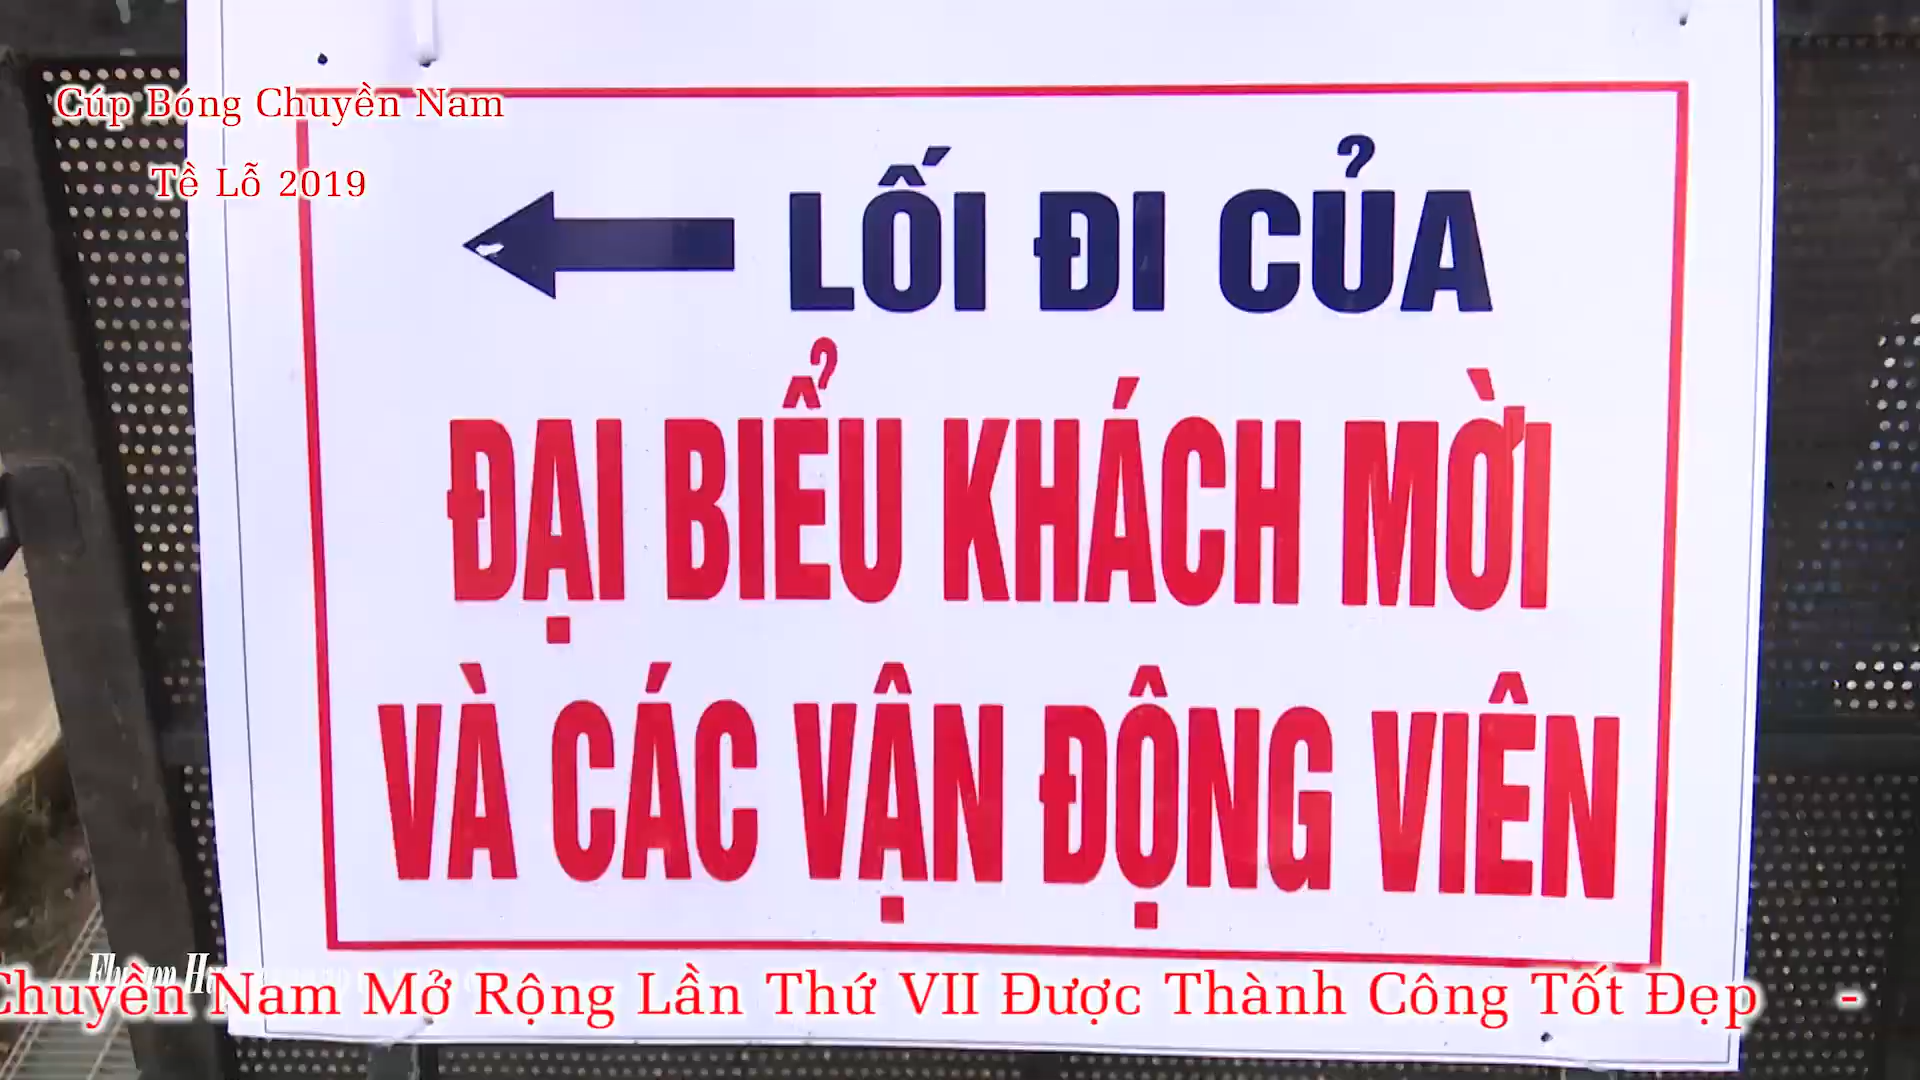 Cúp Bóng Chuyền Nam
Tề Lỗ 2019
LỐI ĐI CỦA
ĐẠI BIỂU KHÁCH MỜI
VÀ CÁC VẬN ĐỘNG VIÊN
Chuyền Nam Mở Rộng Lần Thứ VII Được Thành Công Tốt Đẹp -